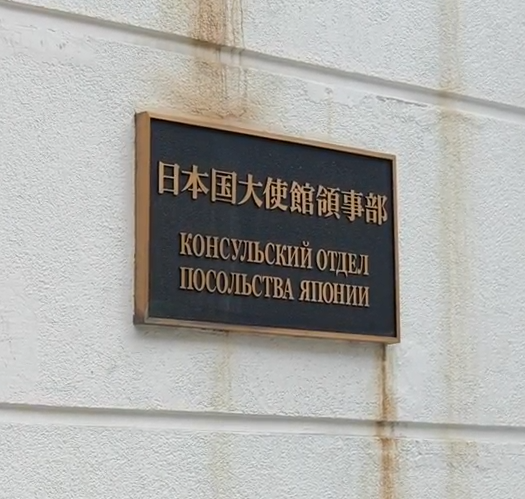 日本国大使館領事部
КОНСУЛЬСКИЙ ОТДЕЛ
ПОСОЛЬСТВА ЯПОНИИ